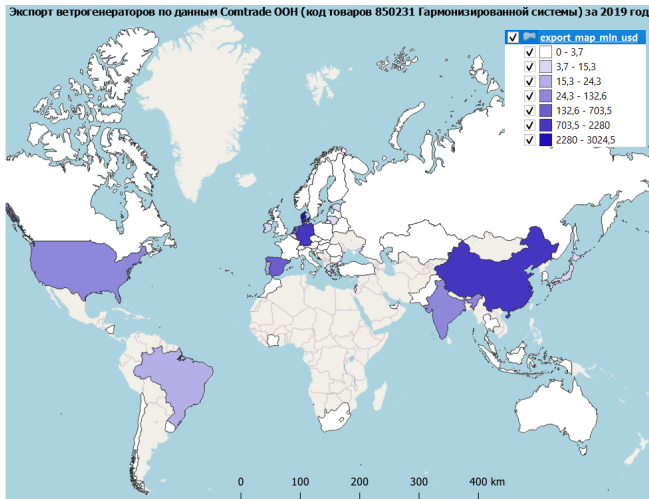 Экспорт ветрогенераторов по данным Comtrade ООН (код товаров 850231 Гармонизированной системы) за 2019 год
export_map_mln_usd
0 - 3,7
3,7 - 15,3
15,3 - 24,3
24,3 - 132,6
132,6 - 703,5
703,5 - 2280
2280 - 3024,5
0 100 200 300 400 km